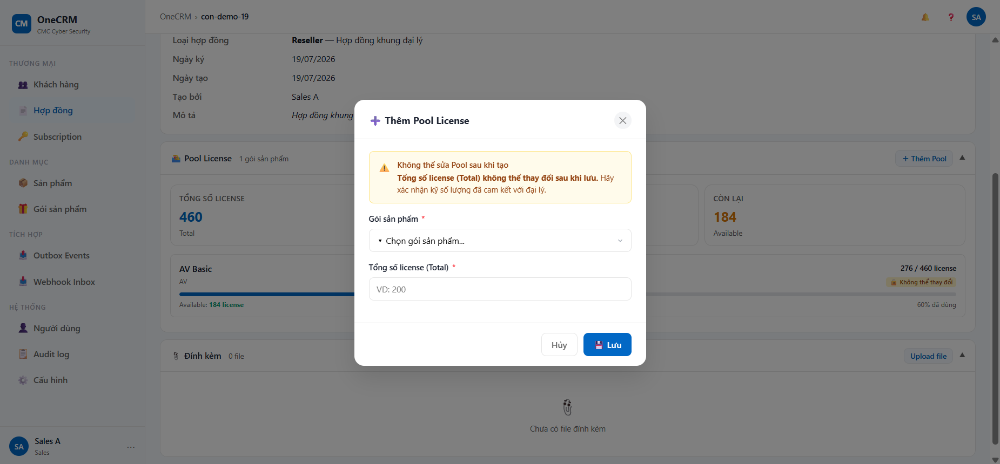 CM
OneCRM
CMC Cyber Security
THƯƠNG MẠI
Khách hàng
Hợp đồng
Subscription
DANH MỤC
Sản phẩm
Gói sản phẩm
TÍCH HỢP
Outbox Events
Webhook Inbox
HỆ THỐNG
Người dùng
Audit log
Cấu hình
SA
Sales A
Sales
...
OneCRM › con-demo-19
SA
Loại hợp đồng
Reseller — Hợp đồng khung đại lý
Ngày ký
19/07/2026
Ngày tạo
19/07/2026
Tạo bởi
Sales A
Mô tả
Hợp đồng khung
Pool License 1 gói sản phẩm
+ Thêm Pool
TỔNG SỐ LICENSE
460
Total
CÒN LẠI
184
Available
AV Basic
AV
276 / 460 license
Không thể thay đổi
Available: 184 license
60% đã dùng
Đính kèm 0 file
Upload file
Chưa có file đính kèm
Thêm Pool License
Không thể sửa Pool sau khi tạo
Tổng số license (Total) không thể thay đổi sau khi lưu. Hãy
xác nhận kỹ số lượng đã cam kết với đại lý.
Gói sản phẩm *
Chọn gói sản phẩm...
Tổng số license (Total) *
VD: 200
Hủy
Lưu